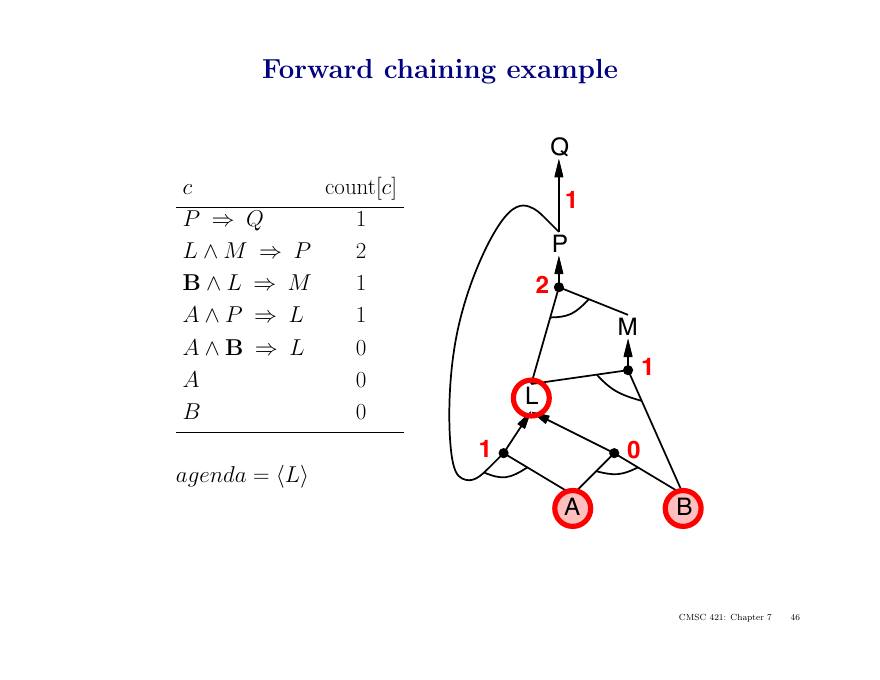 Forward chaining example
c count[c]
P ⇒ Q 1
L ∧ M ⇒ P 2
B ∧ L ⇒ M 1
A ∧ P ⇒ L 1
A ∧ B ⇒ L 0
A 0
B 0
agenda = ⟨L⟩
Q
1
P
2
M
1
L
1
0
A
B
CMSC 421: Chapter 7 46